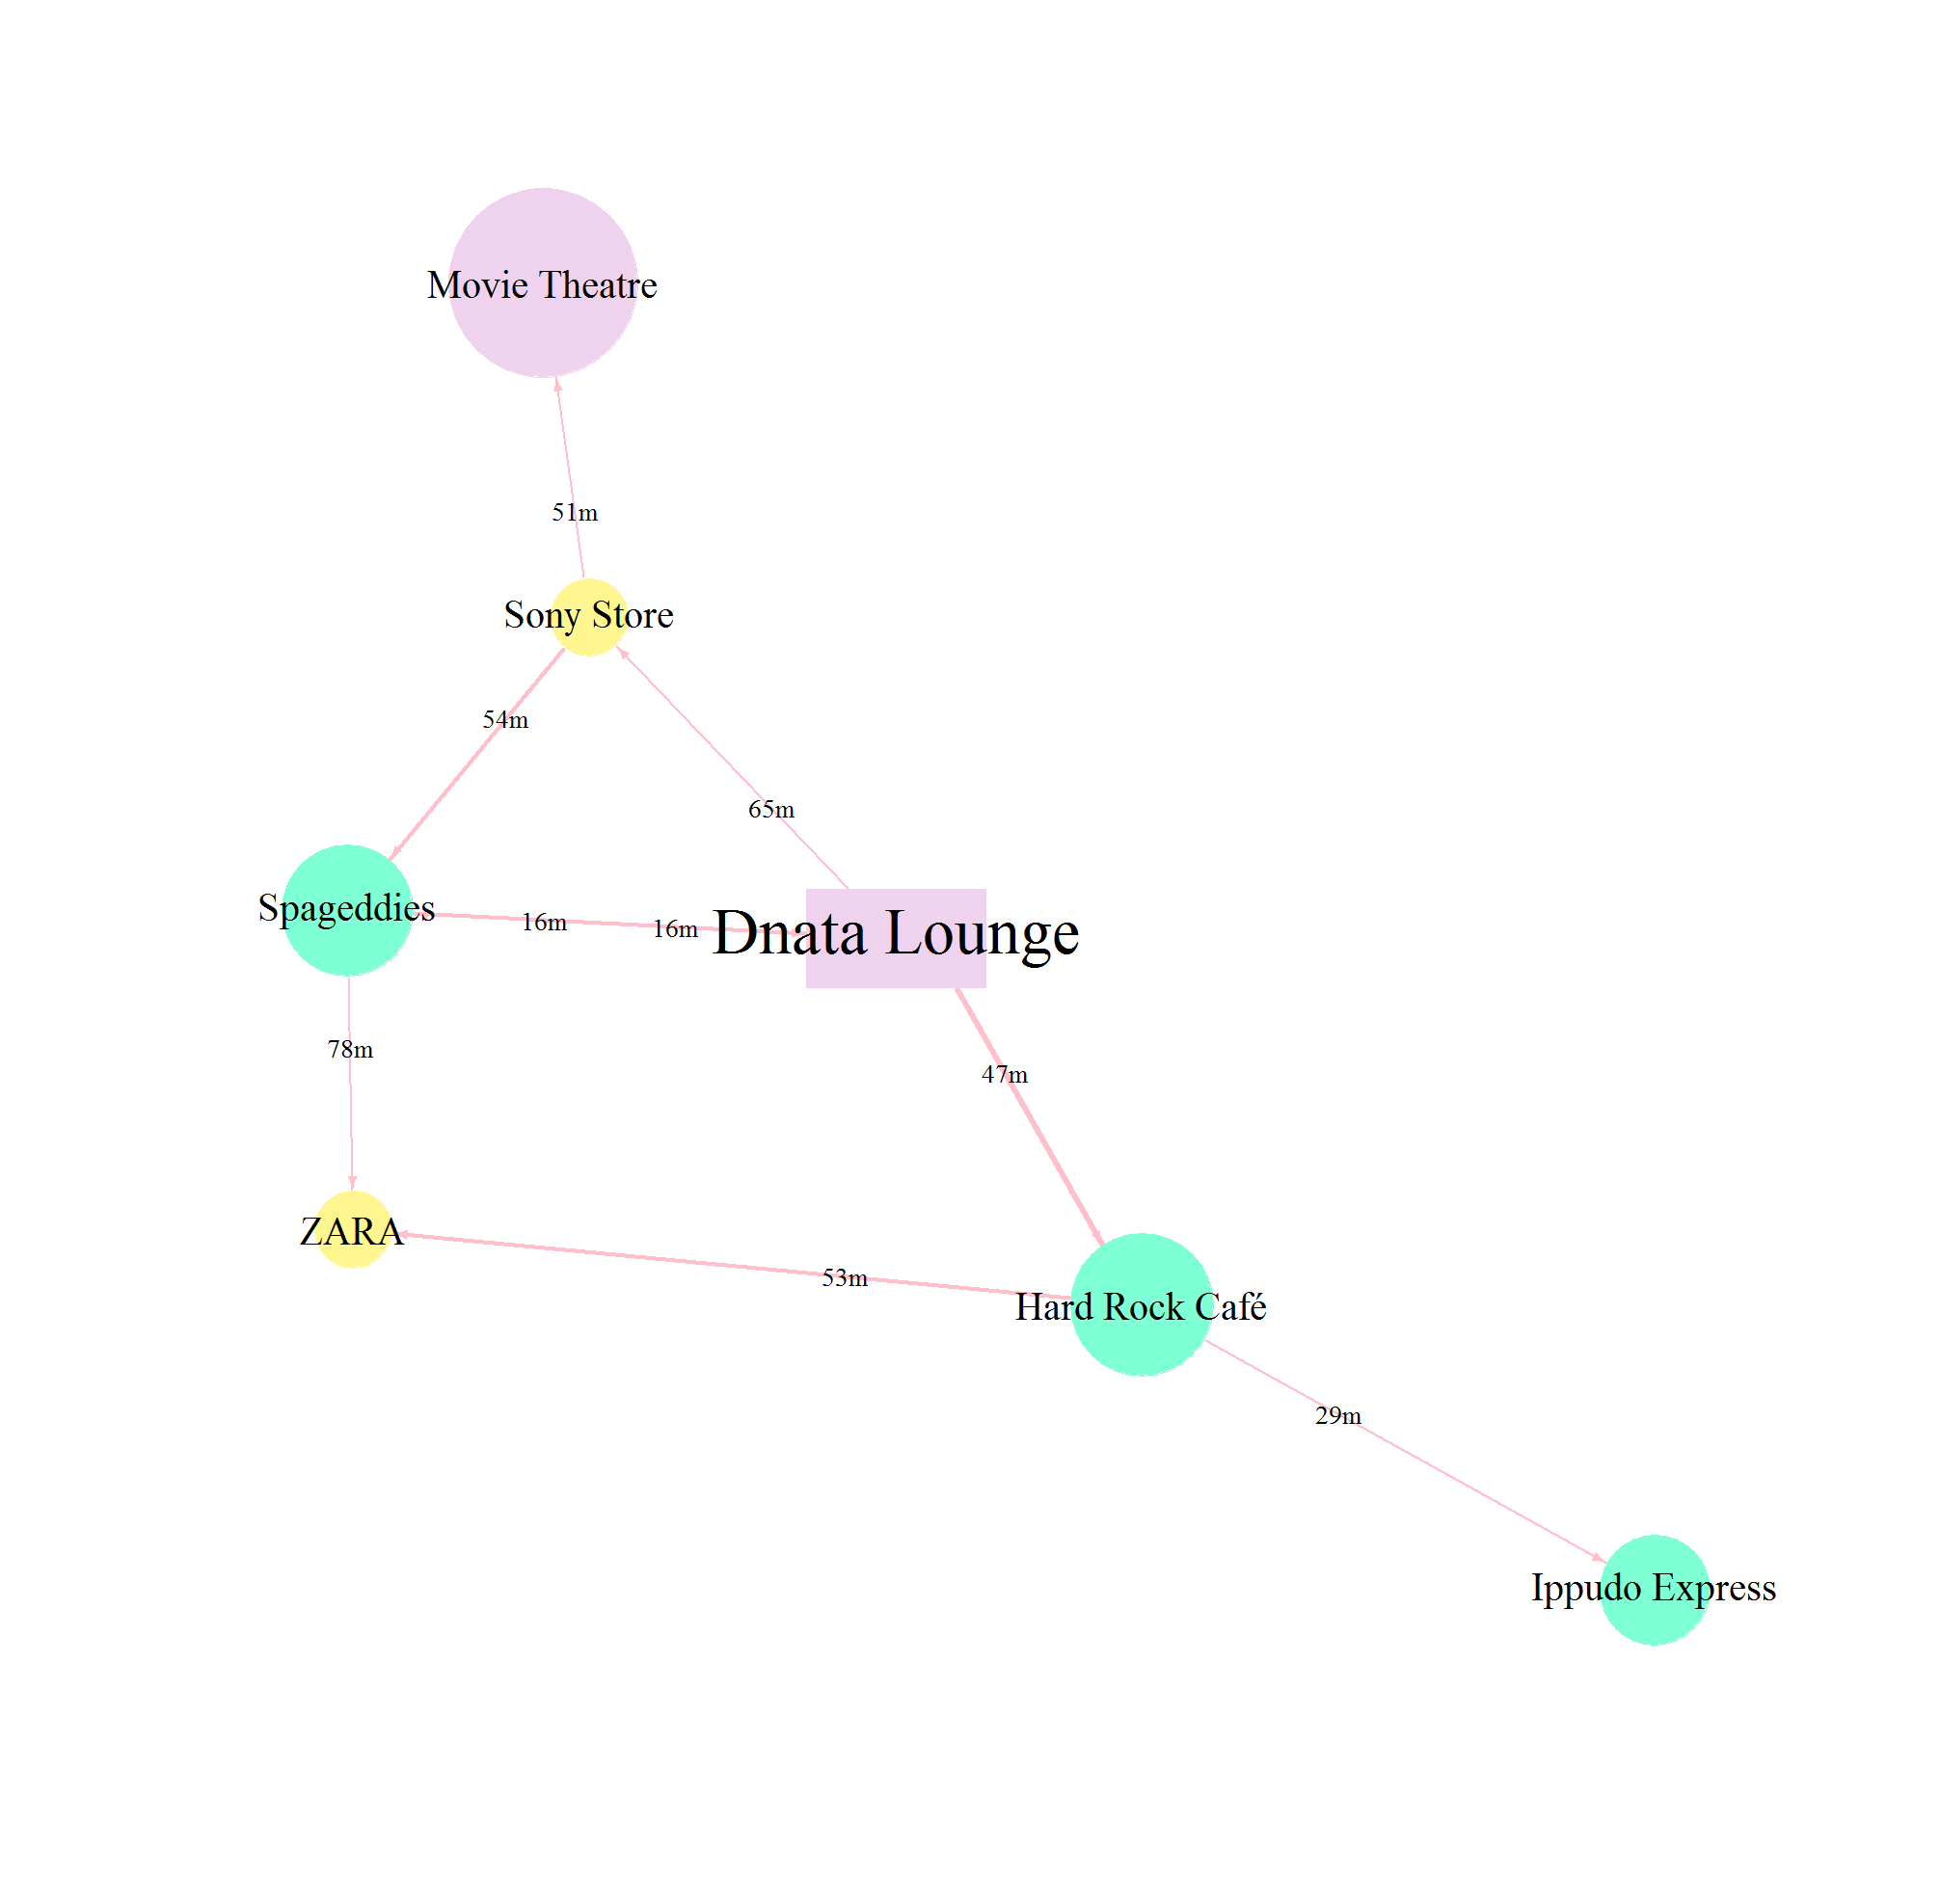 Movie Theatre
51m
Sony Store
54m
65m
Spageddies
16m
16m
Dnata Lounge
78m
47m
ZARA
53m
Hard Rock Café
29m
Ippudo Express